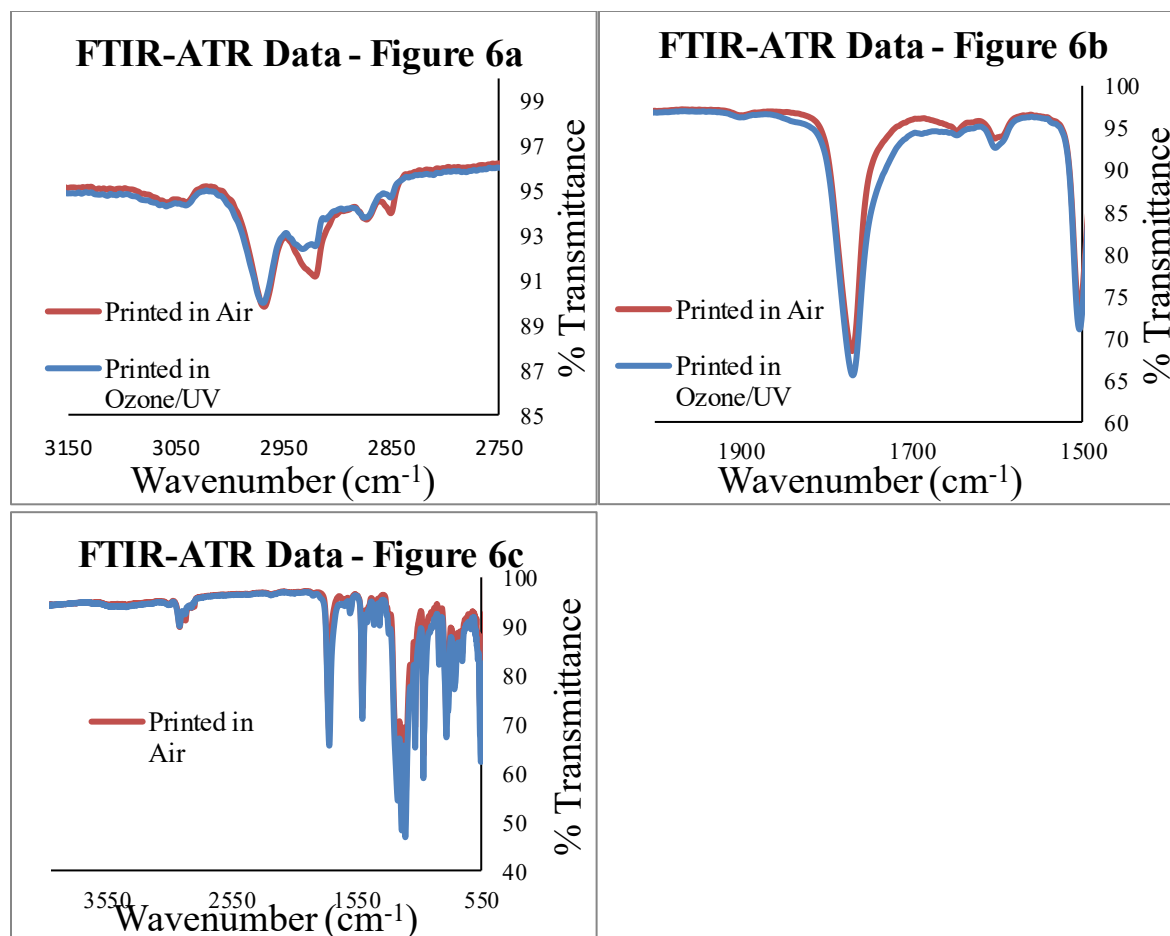 FTIR-ATR Data - Figure 6a
99
97
95
93
91
89
87
85
% Transmittance
Printed in Air
Printed in
Ozone/UV
3150 3050 2950 2850 2750
Wavenumber (cm-1)
FTIR-ATR Data - Figure 6b
100
95
90
85
80
75
70
65
60
% Transmittance
Printed in Air
Printed in
Ozone/UV
1900 1700 1500
Wavenumber (cm-1)
FTIR-ATR Data - Figure 6c
100
90
80
70
60
50
40
% Transmittance
Printed in
Air
3550 2550 1550 550
Wavenumber (cm-1)